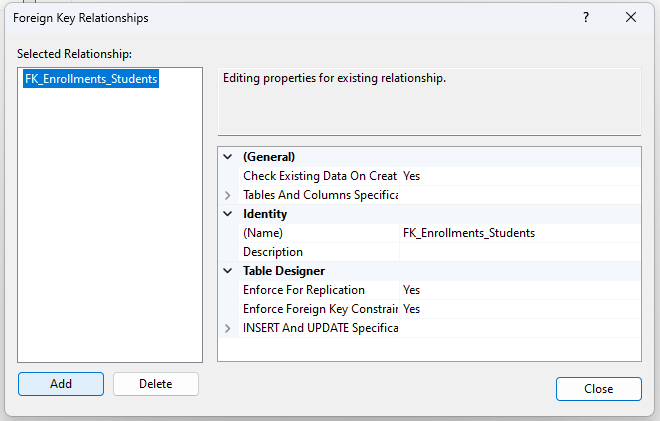 Foreign Key Relationships
?
Selected Relationship:
FK_Enrollments_Students
Editing properties for existing relationship.
(General)
Check Existing Data On Creat Yes
Tables And Columns Specifica
Identity
(Name) FK_Enrollments_Students
Description
Table Designer
Enforce For Replication Yes
Enforce Foreign Key Constrain Yes
INSERT And UPDATE Specifica
Add Delete
Close